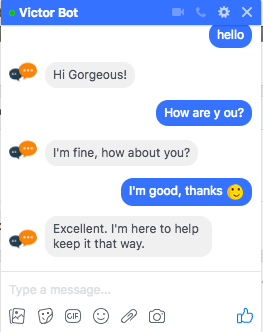 Victor Bot
hello
Hi Gorgeous!
How are y ou?
I'm fine, how about you?
I'm good, thanks 🙂
Excellent. I'm here to help
keep it that way.
Type a message...
GIF